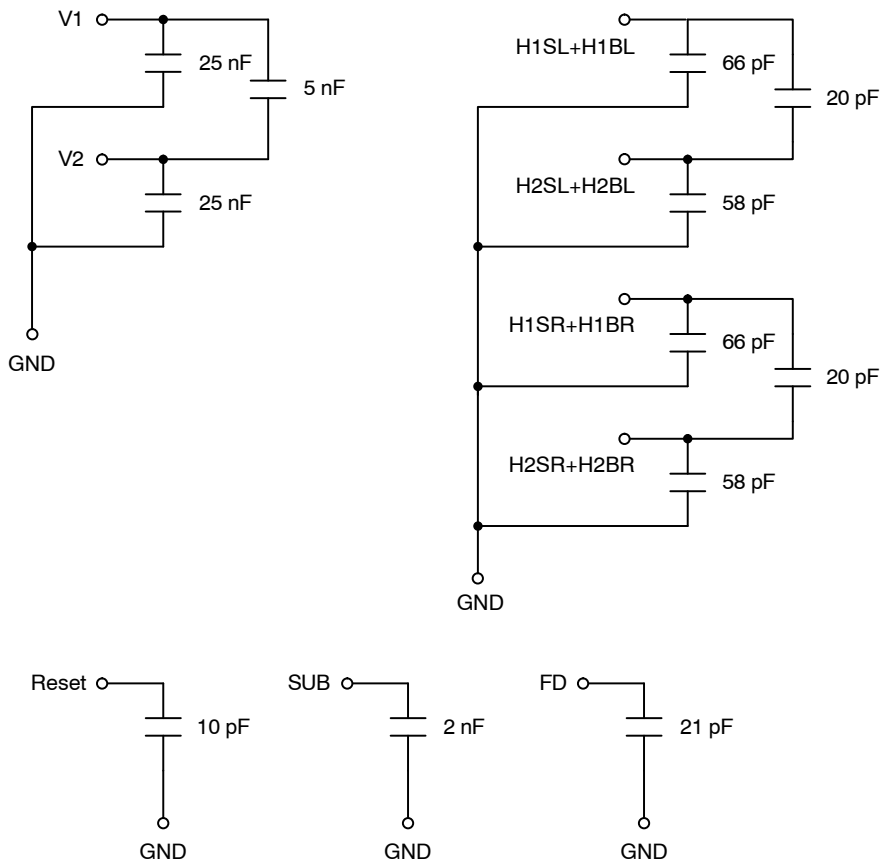 V1
25 nF
5 nF
V2
25 nF
GND
H1SL+H1BL
66 pF
20 pF
H2SL+H2BL
58 pF
H1SR+H1BR
66 pF
20 pF
H2SR+H2BR
58 pF
GND
Reset
10 pF
GND
SUB
2 nF
GND
FD
21 pF
GND